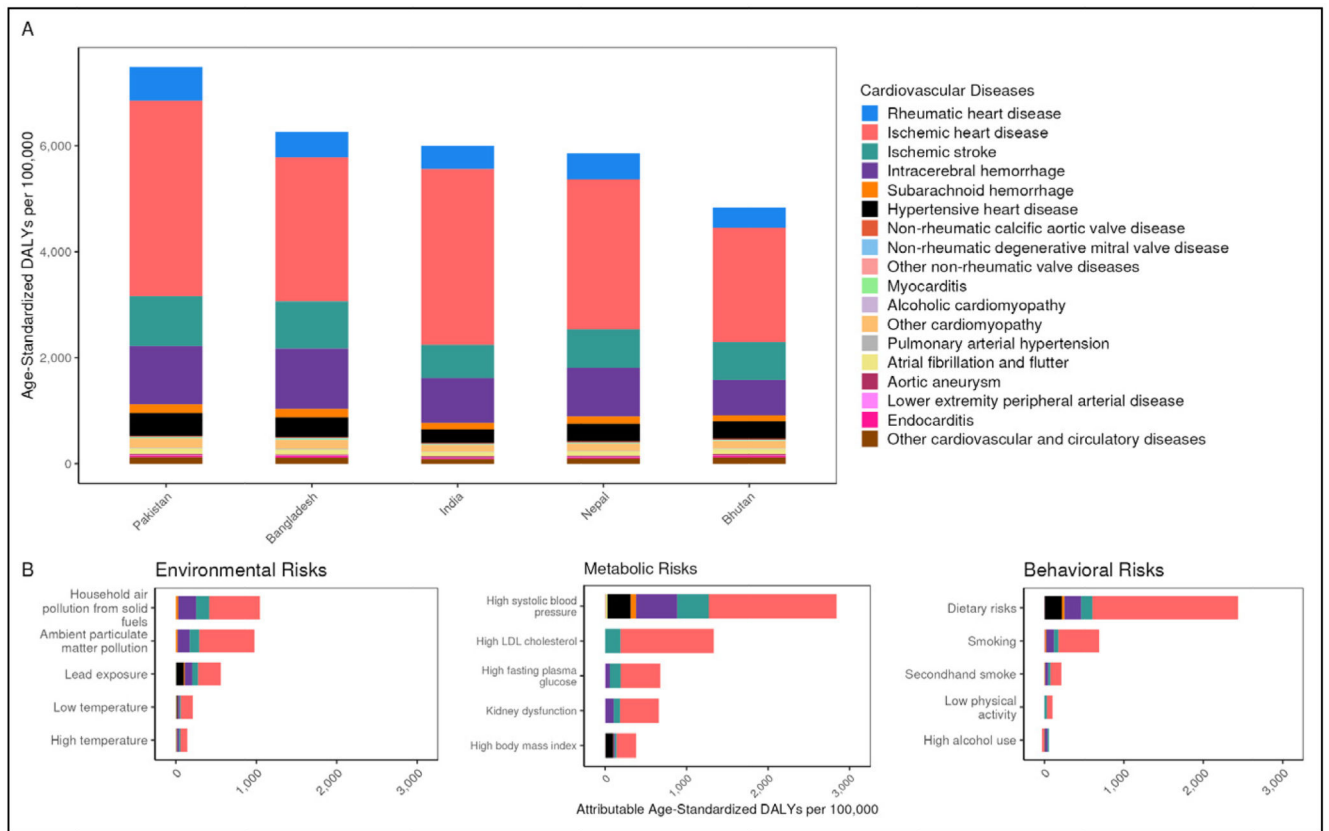 A
Age-Standardized DALYs per 100,000
6,000
4,000
2,000
0
Pakistan
Bangladesh
India
Nepal
Bhutan
Cardiovascular Diseases
Rheumatic heart disease
Ischemic heart disease
Ischemic stroke
Intracerebral hemorrhage
Subarachnoid hemorrhage
Hypertensive heart disease
Non-rheumatic calcific aortic valve disease
Non-rheumatic degenerative mitral valve disease
Other non-rheumatic valve diseases
Myocarditis
Alcoholic cardiomyopathy
Other cardiomyopathy
Pulmonary arterial hypertension
Atrial fibrillation and flutter
Aortic aneurysm
Lower extremity peripheral arterial disease
Endocarditis
Other cardiovascular and circulatory diseases
B
Environmental Risks
Household air
pollution from solid
fuels
Ambient particulate
matter pollution
Lead exposure
Low temperature
High temperature
0
1,000
2,000
3,000
Metabolic Risks
High systolic blood
pressure
High LDL cholesterol
High fasting plasma
glucose
Kidney dysfunction
High body mass index
0
1,000
2,000
3,000
Attributable Age-Standardized DALYs per 100,000
Behavioral Risks
Dietary risks
Smoking
Secondhand smoke
Low physical
activity
High alcohol use
0
1,000
2,000
3,000